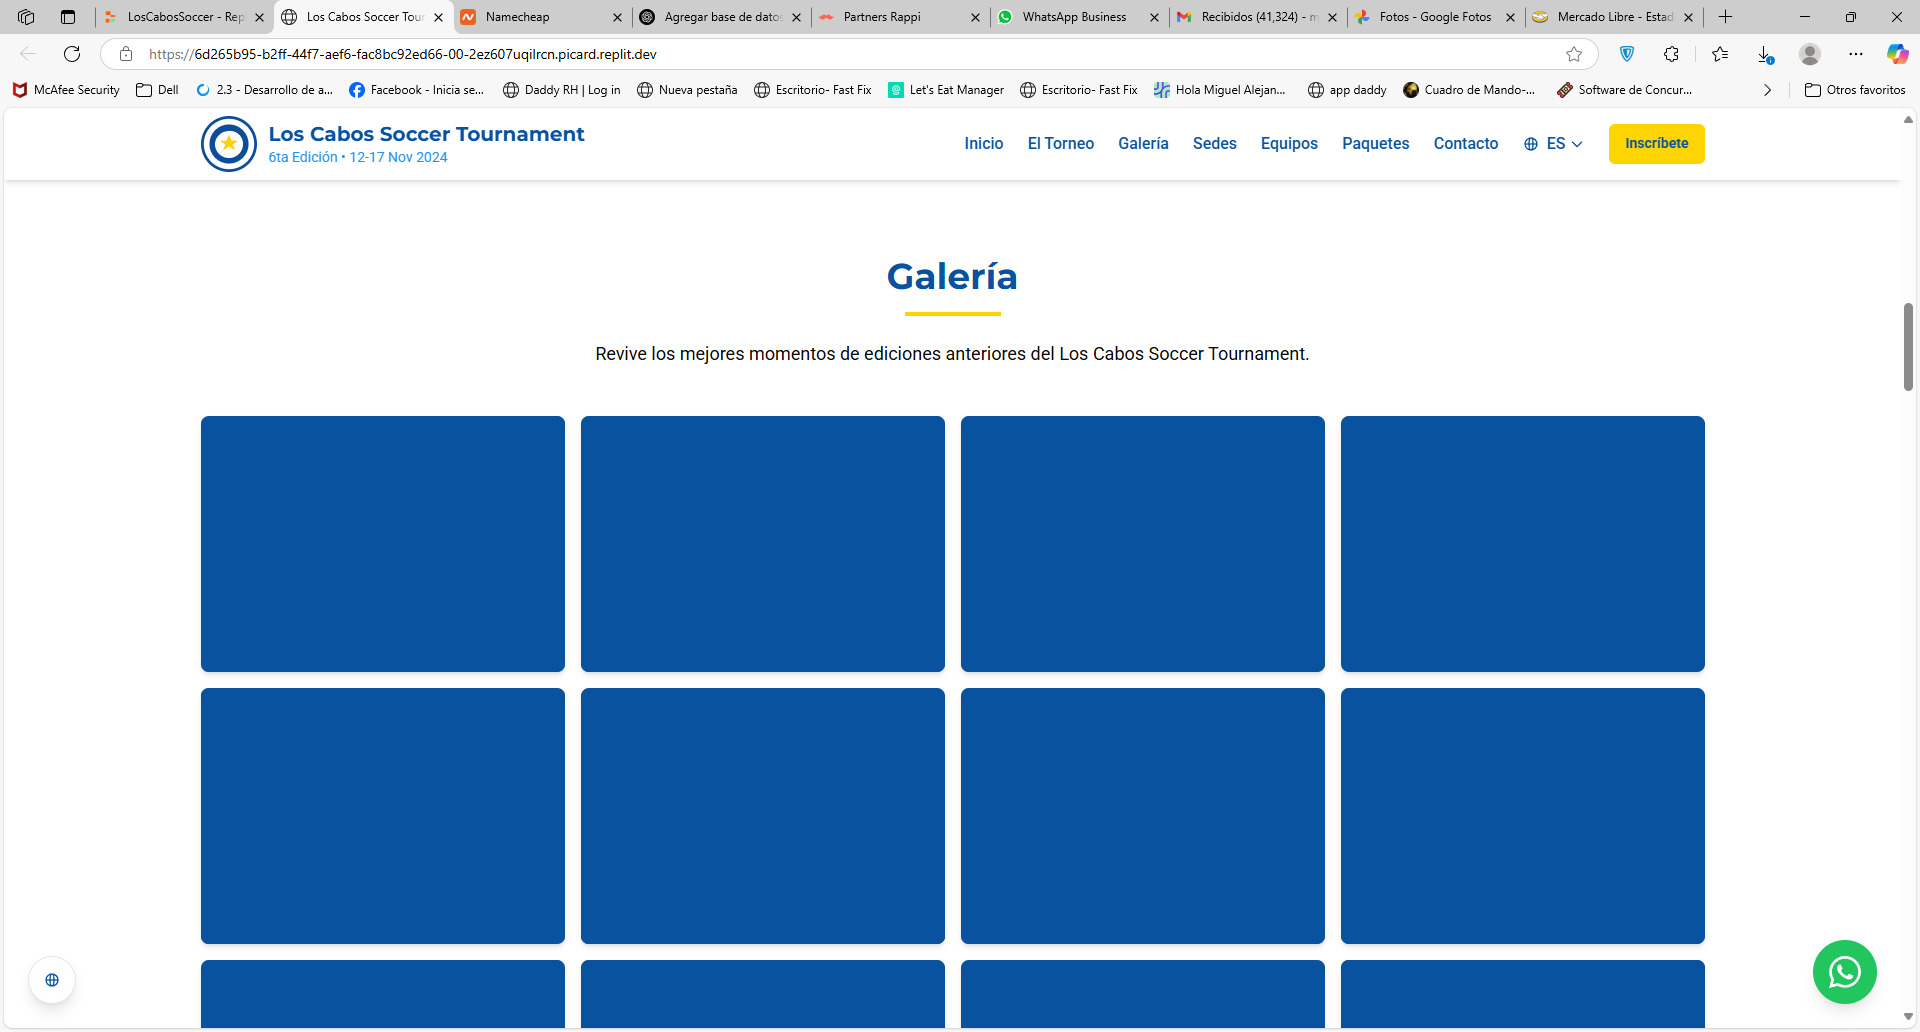 LosCabosSoccer - Rep
Los Cabos Soccer Tour
Namecheap
Agregar base de datos
Partners Rappi
WhatsApp Business
Recibidos (41,324) - m
Fotos - Google Fotos
Mercado Libre - Estad
https://6d265b95-b2ff-44f7-aef6-fac8bc92ed66-00-2ez607uqilrcn.picard.replit.dev
McAfee Security
Dell
2.3 - Desarrollo de a...
Facebook - Inicia se...
Daddy RH | Log in
Nueva pestaña
Escritorio- Fast Fix
Let's Eat Manager
Escritorio- Fast Fix
Hola Miguel Alejan...
app daddy
Cuadro de Mando-...
Software de Concur...
Otros favoritos
Los Cabos Soccer Tournament
6ta Edición • 12-17 Nov 2024
Inicio
El Torneo
Galería
Sedes
Equipos
Paquetes
Contacto
ES
Inscríbete
Galería
Revive los mejores momentos de ediciones anteriores del Los Cabos Soccer Tournament.